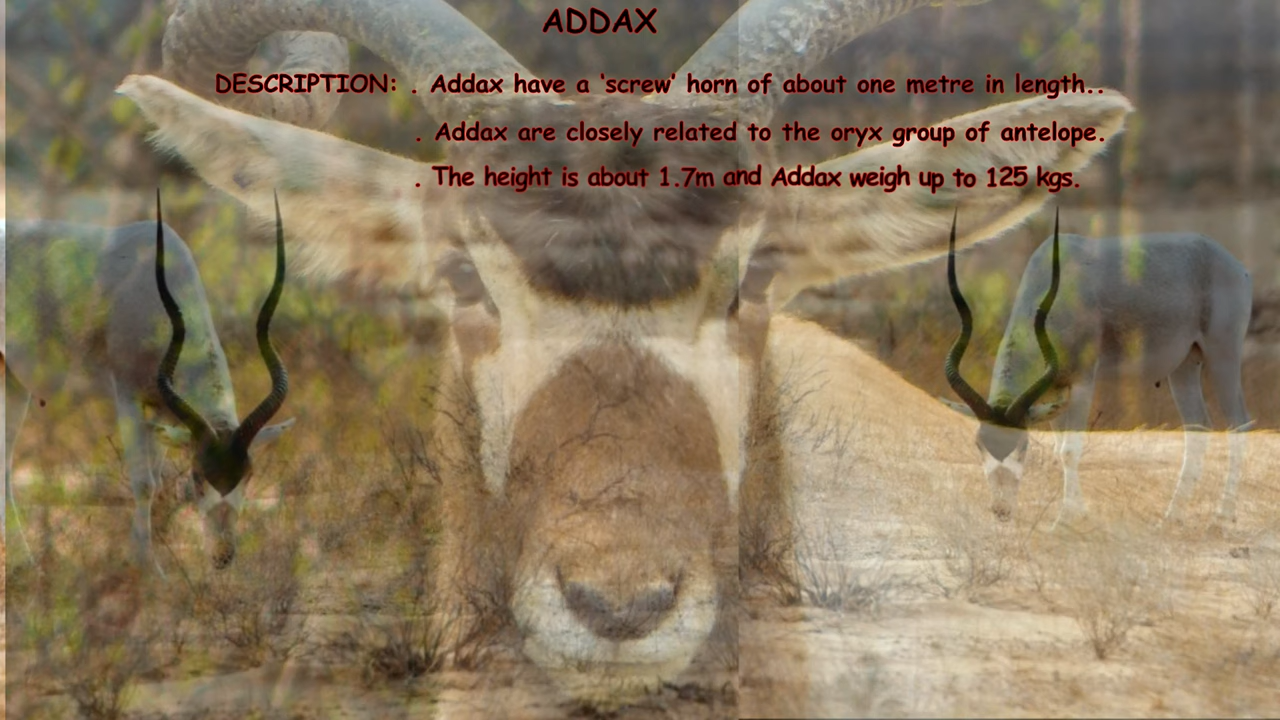 ADDAX
DESCRIPTION: . Addax have a 'screw' horn of about one metre in length..
. Addax are closely related to the oryx group of antelope.
. The height is about 1.7m and Addax weigh up to 125 kgs.